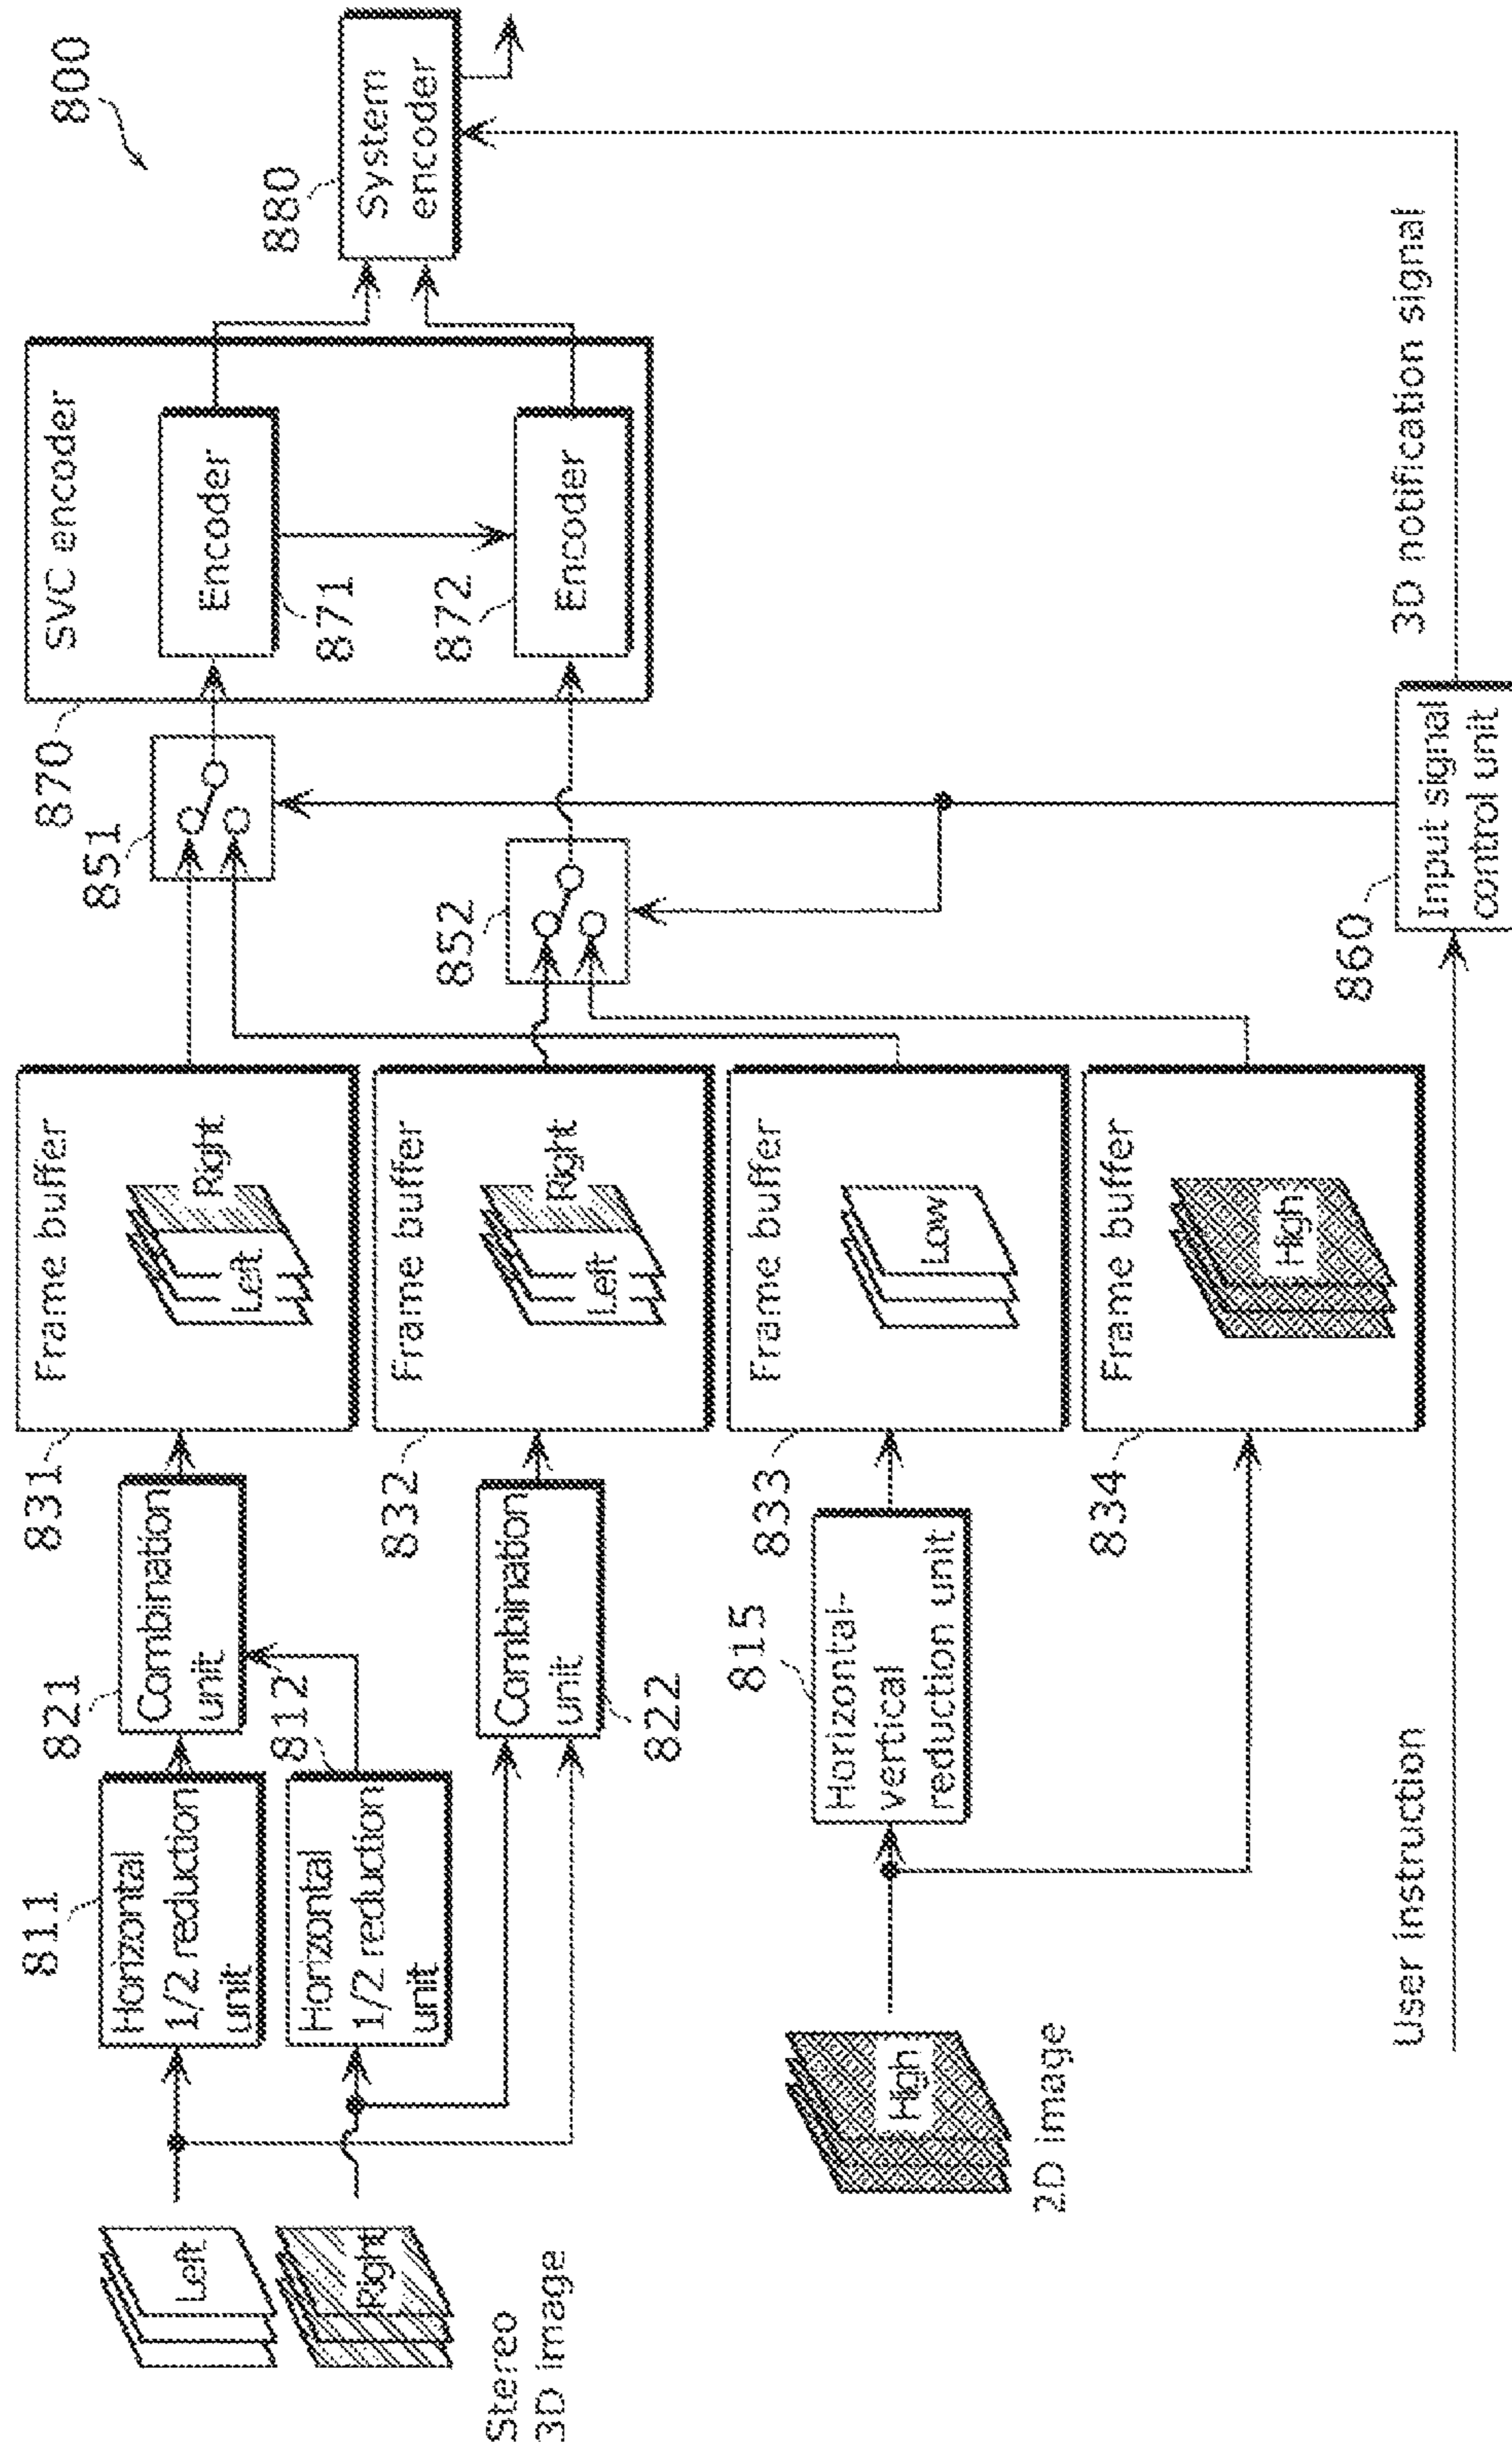 800
Left
Right
Stereo
3D image
811
Horizontal
1/2 reduction
unit
Horizontal
1/2 reduction
unit
812
821
Combination
unit
Combination
unit
822
831
Frame buffer
Left
Right
832
Frame buffer
Left
Right
High
2D image
815
Horizontal-
vertical
reduction unit
833
Frame buffer
Low
834
Frame buffer
High
851
852
870
SVC encoder
Encoder
871
872
Encoder
880
System
encoder
User instruction
860
Input signal
control unit
3D notification signal